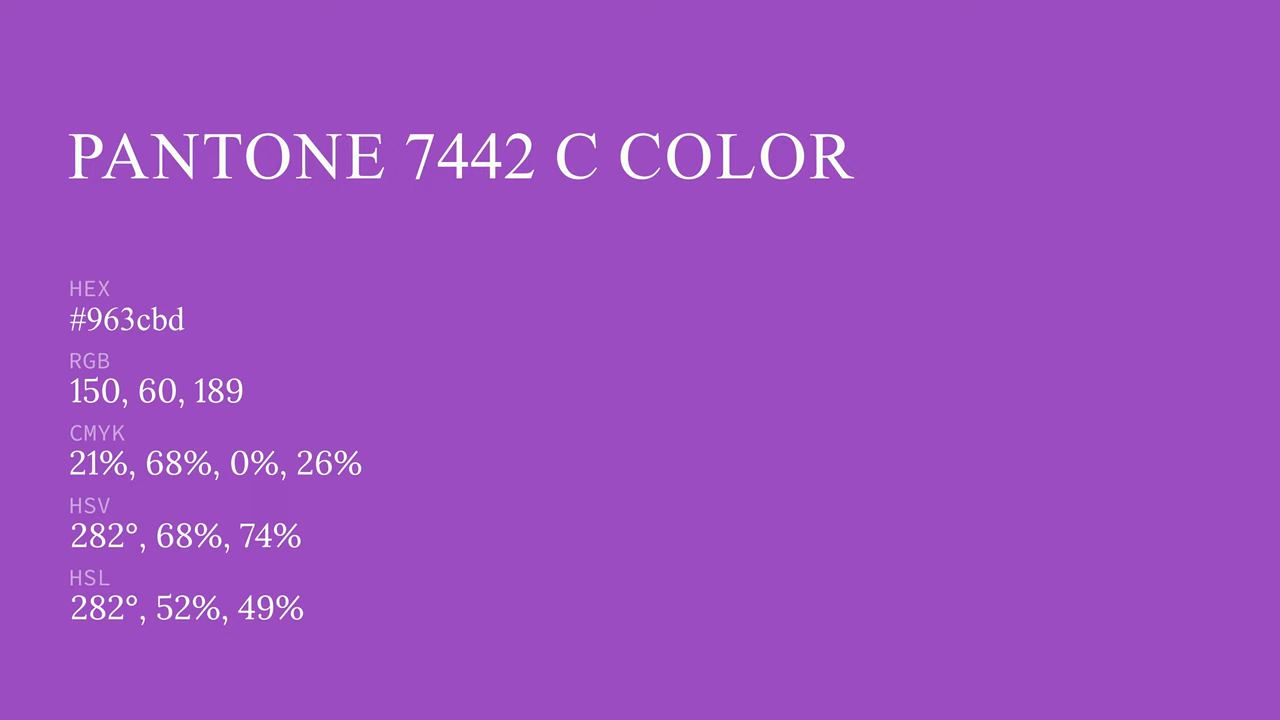 PANTONE 7442 C COLOR
HEX
#963cbd
RGB
150, 60, 189
CMYK
21%, 68%, 0%, 26%
HSV
282°, 68%, 74%
HSL
282°, 52%, 49%